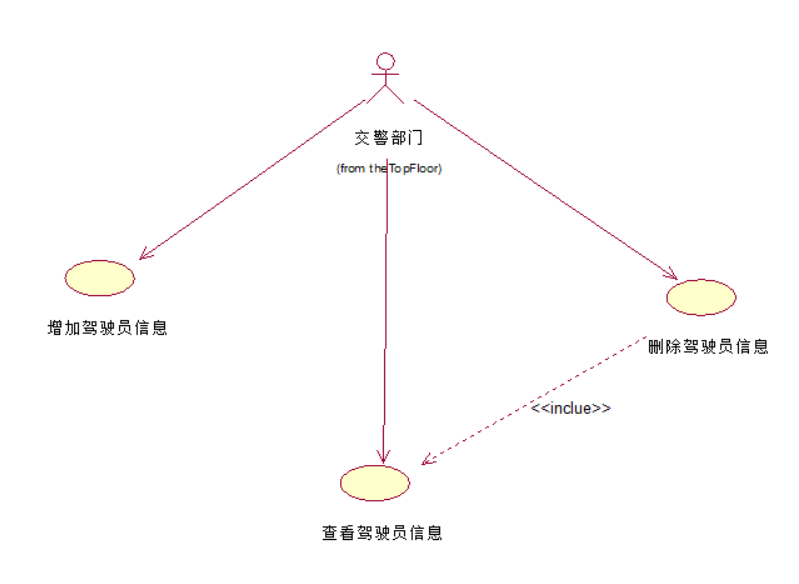 交警部门
(from theTopFloor)
增加驾驶员信息
删除驾驶员信息
<<inclue>>
查看驾驶员信息